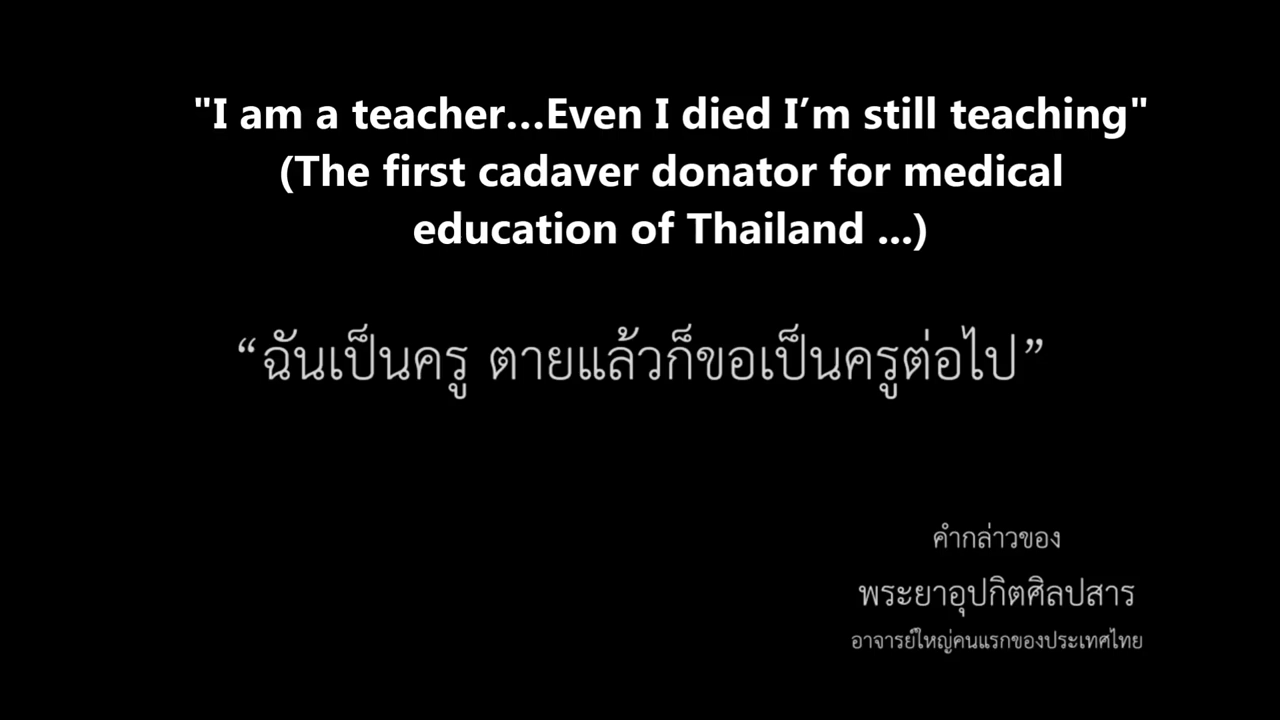 "I am a teacher...Even I died I’m still teaching"
(The first cadaver donator for medical
education of Thailand ...)
“ฉันเป็นครู ตายแล้วก็ขอเป็นครูต่อไป”
คำกล่าวของ
พระยาอุปกิตศิลปสาร
อาจารย์ใหญ่คนแรกของประเทศไทย